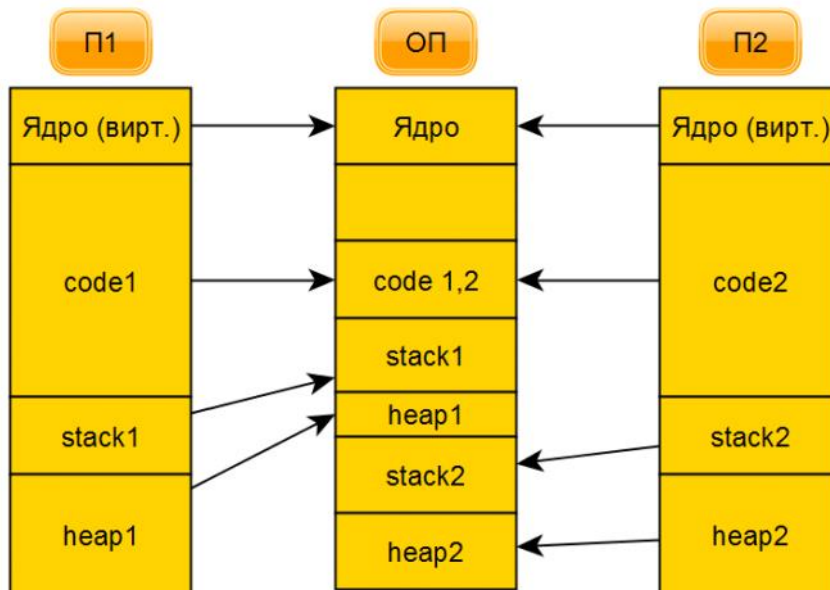 П1
ОП
П2
Ядро (вирт.)
Ядро
Ядро (вирт.)
code1
code 1,2
code2
stack1
heap1
stack1
stack2
stack2
heap1
heap2
heap2